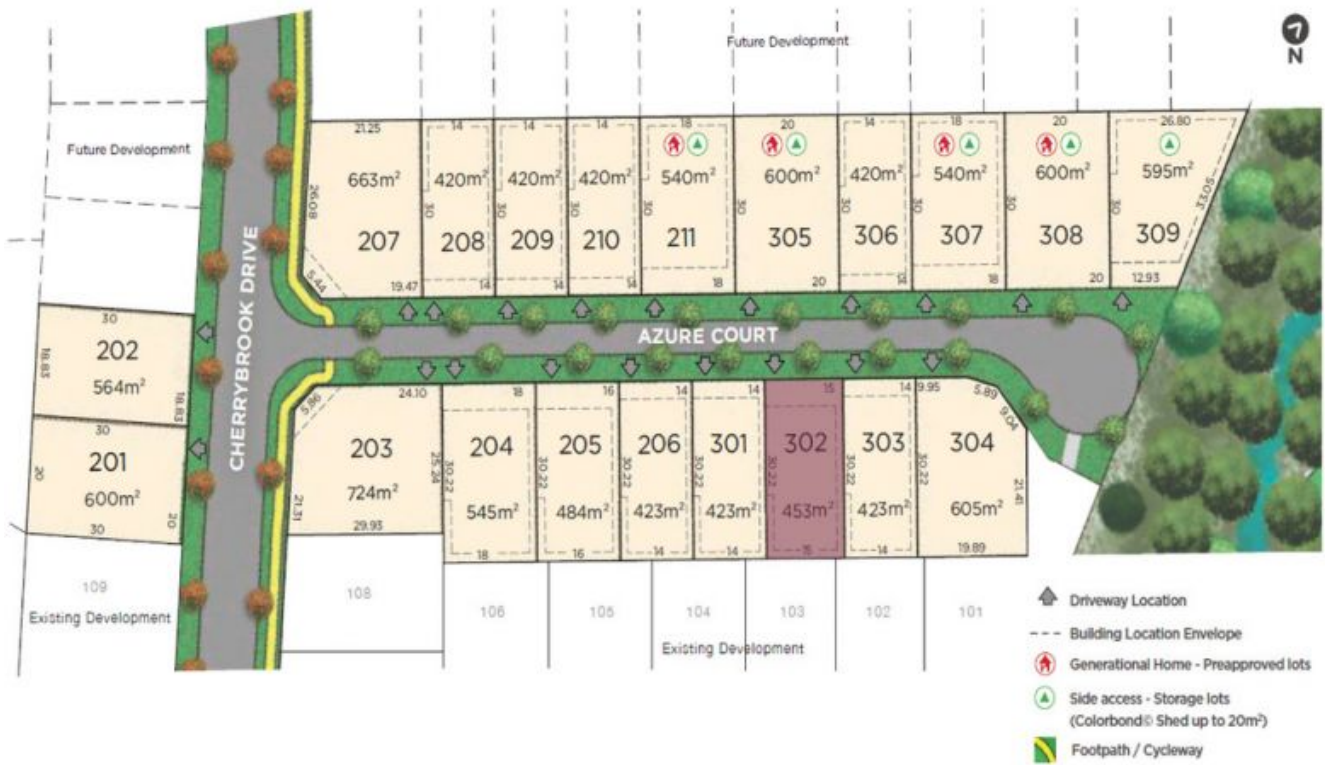 Future Development
N
Future Development
CHERRYBROOK DRIVE
AZURE COURT
21.25
663m²
26.08
207
5.44
19.47
14
420m²
30
208
14
14
420m²
30
209
14
14
420m²
30
210
14
18
540m²
30
211
18
20
600m²
30
305
20
14
420m²
30
306
18
540m²
30
307
18
20
600m²
30
308
20
26.80
595m²
33.05
30
309
12.93
30
202
18.83
564m²
18.83
30
201
20
600m²
20
30
5.86
24.10
203
25.24
724m²
21.31
29.93
18
204
30.22
545m²
18
16
205
30.22
484m²
16
14
206
30.22
423m²
14
14
301
30.22
423m²
14
15
302
30.22
453m²
15
14
303
30.22
423m²
14
9.95
5.89
9.04
304
30.22
605m²
21.41
19.89
109
Existing Development
108
106
105
104
103
102
101
Existing Development
Driveway Location
Building Location Envelope
Generational Home - Preapproved lots
Side access - Storage lots
(Colorbond© Shed up to 20m²)
Footpath / Cycleway